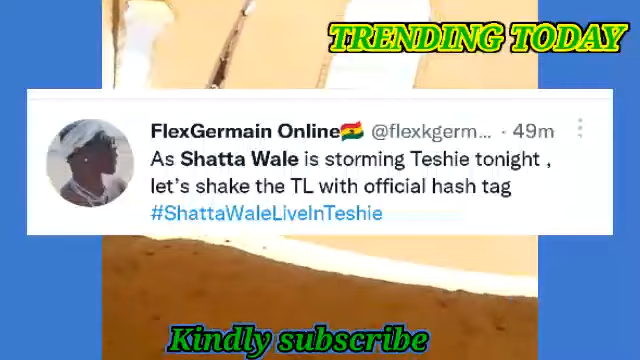 TRENDING TODAY
FlexGermain Online🇬🇭 @flexkgerm... · 49m
As Shatta Wale is storming Teshie tonight ,
let's shake the TL with official hash tag
#ShattaWaleLiveInTeshie
Kindly subscribe